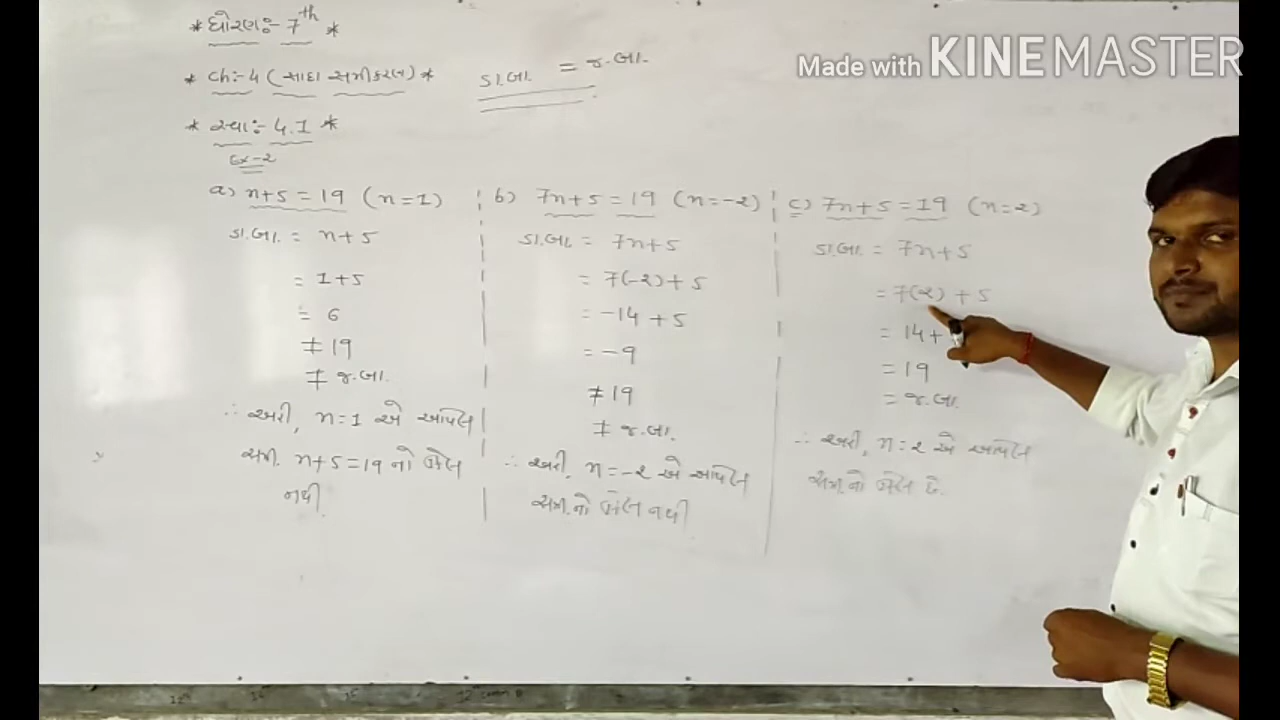 * ધોરણ:- 7th *
* Ch:- 4 (સાદા સમીકરણ) *
ડા.બા. = જ.બા.
* સ્વા:- 4.1 *
Ex-2
a) n+5 = 19 (n=1)
ડા.બા. = n+5
= 1+5
= 6
≠ 19
≠ જ.બા.
∴ અહી, n=1 એ આપેલ
સમી. n+5=19 નો ઉકેલ
નથી.
b) 7n+5 = 19 (n=-2)
ડા.બા. = 7n+5
= 7(-2)+5
= -14+5
= -9
≠ 19
≠ જ.બા.
∴ અહી, n=-2 એ આપેલ
સમી.નો ઉકેલ નથી
c) 7n+5 = 19 (n=2)
ડા.બા. = 7n+5
= 7(2)+5
= 14+
= 19
= જ.બા.
∴ અહી, n=2 એ આપેલ
સમી.નો ઉકેલ છે.
Made with KINEMASTER